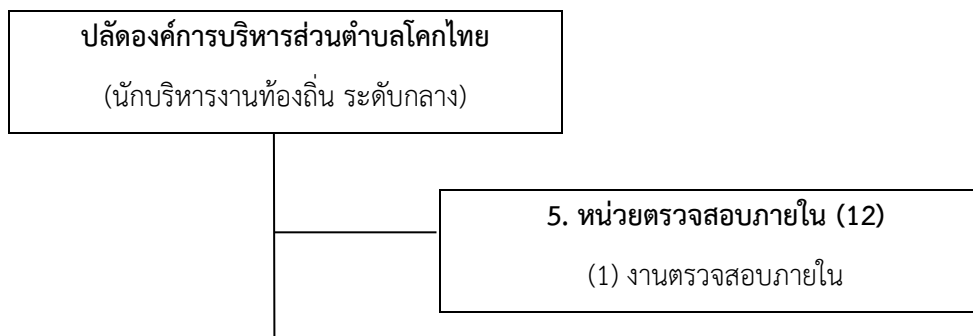 ปลัดองค์การบริหารส่วนตำบลโคกไทย
(นักบริหารงานท้องถิ่น ระดับกลาง)
5. หน่วยตรวจสอบภายใน (12)
(1) งานตรวจสอบภายใน